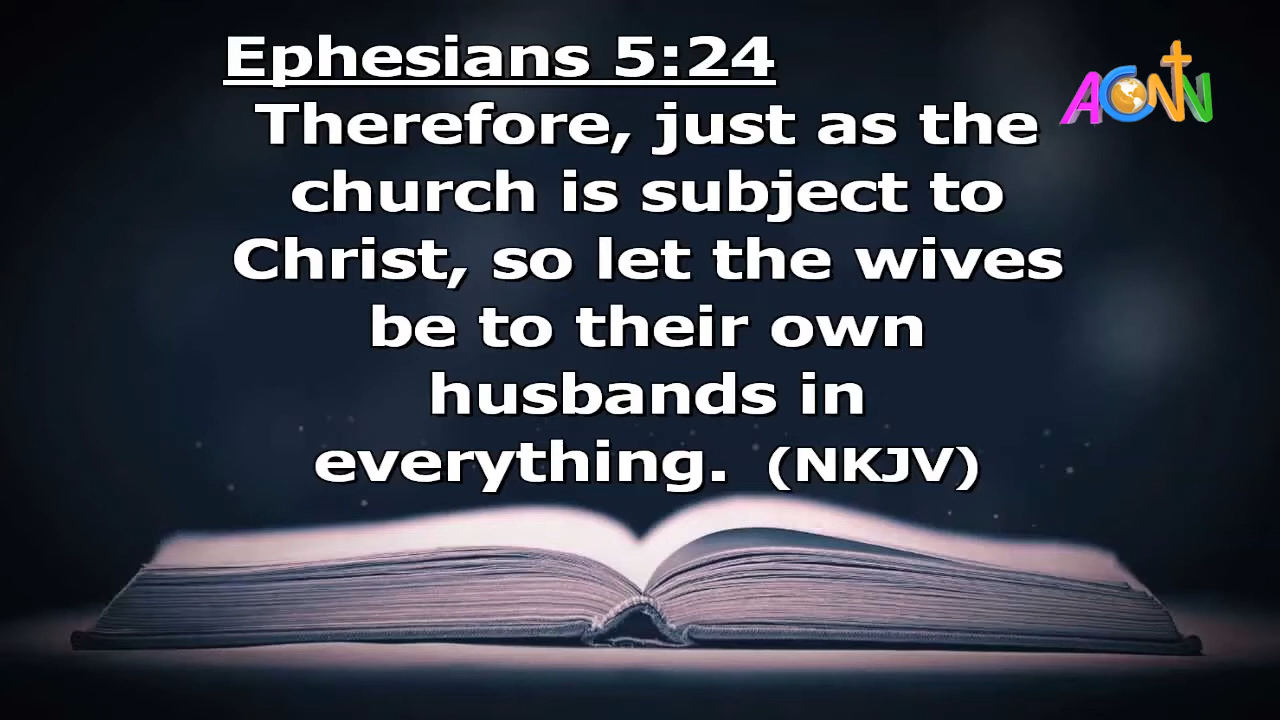 Ephesians 5:24
ACNN
Therefore, just as the
church is subject to
Christ, so let the wives
be to their own
husbands in
everything. (NKJV)